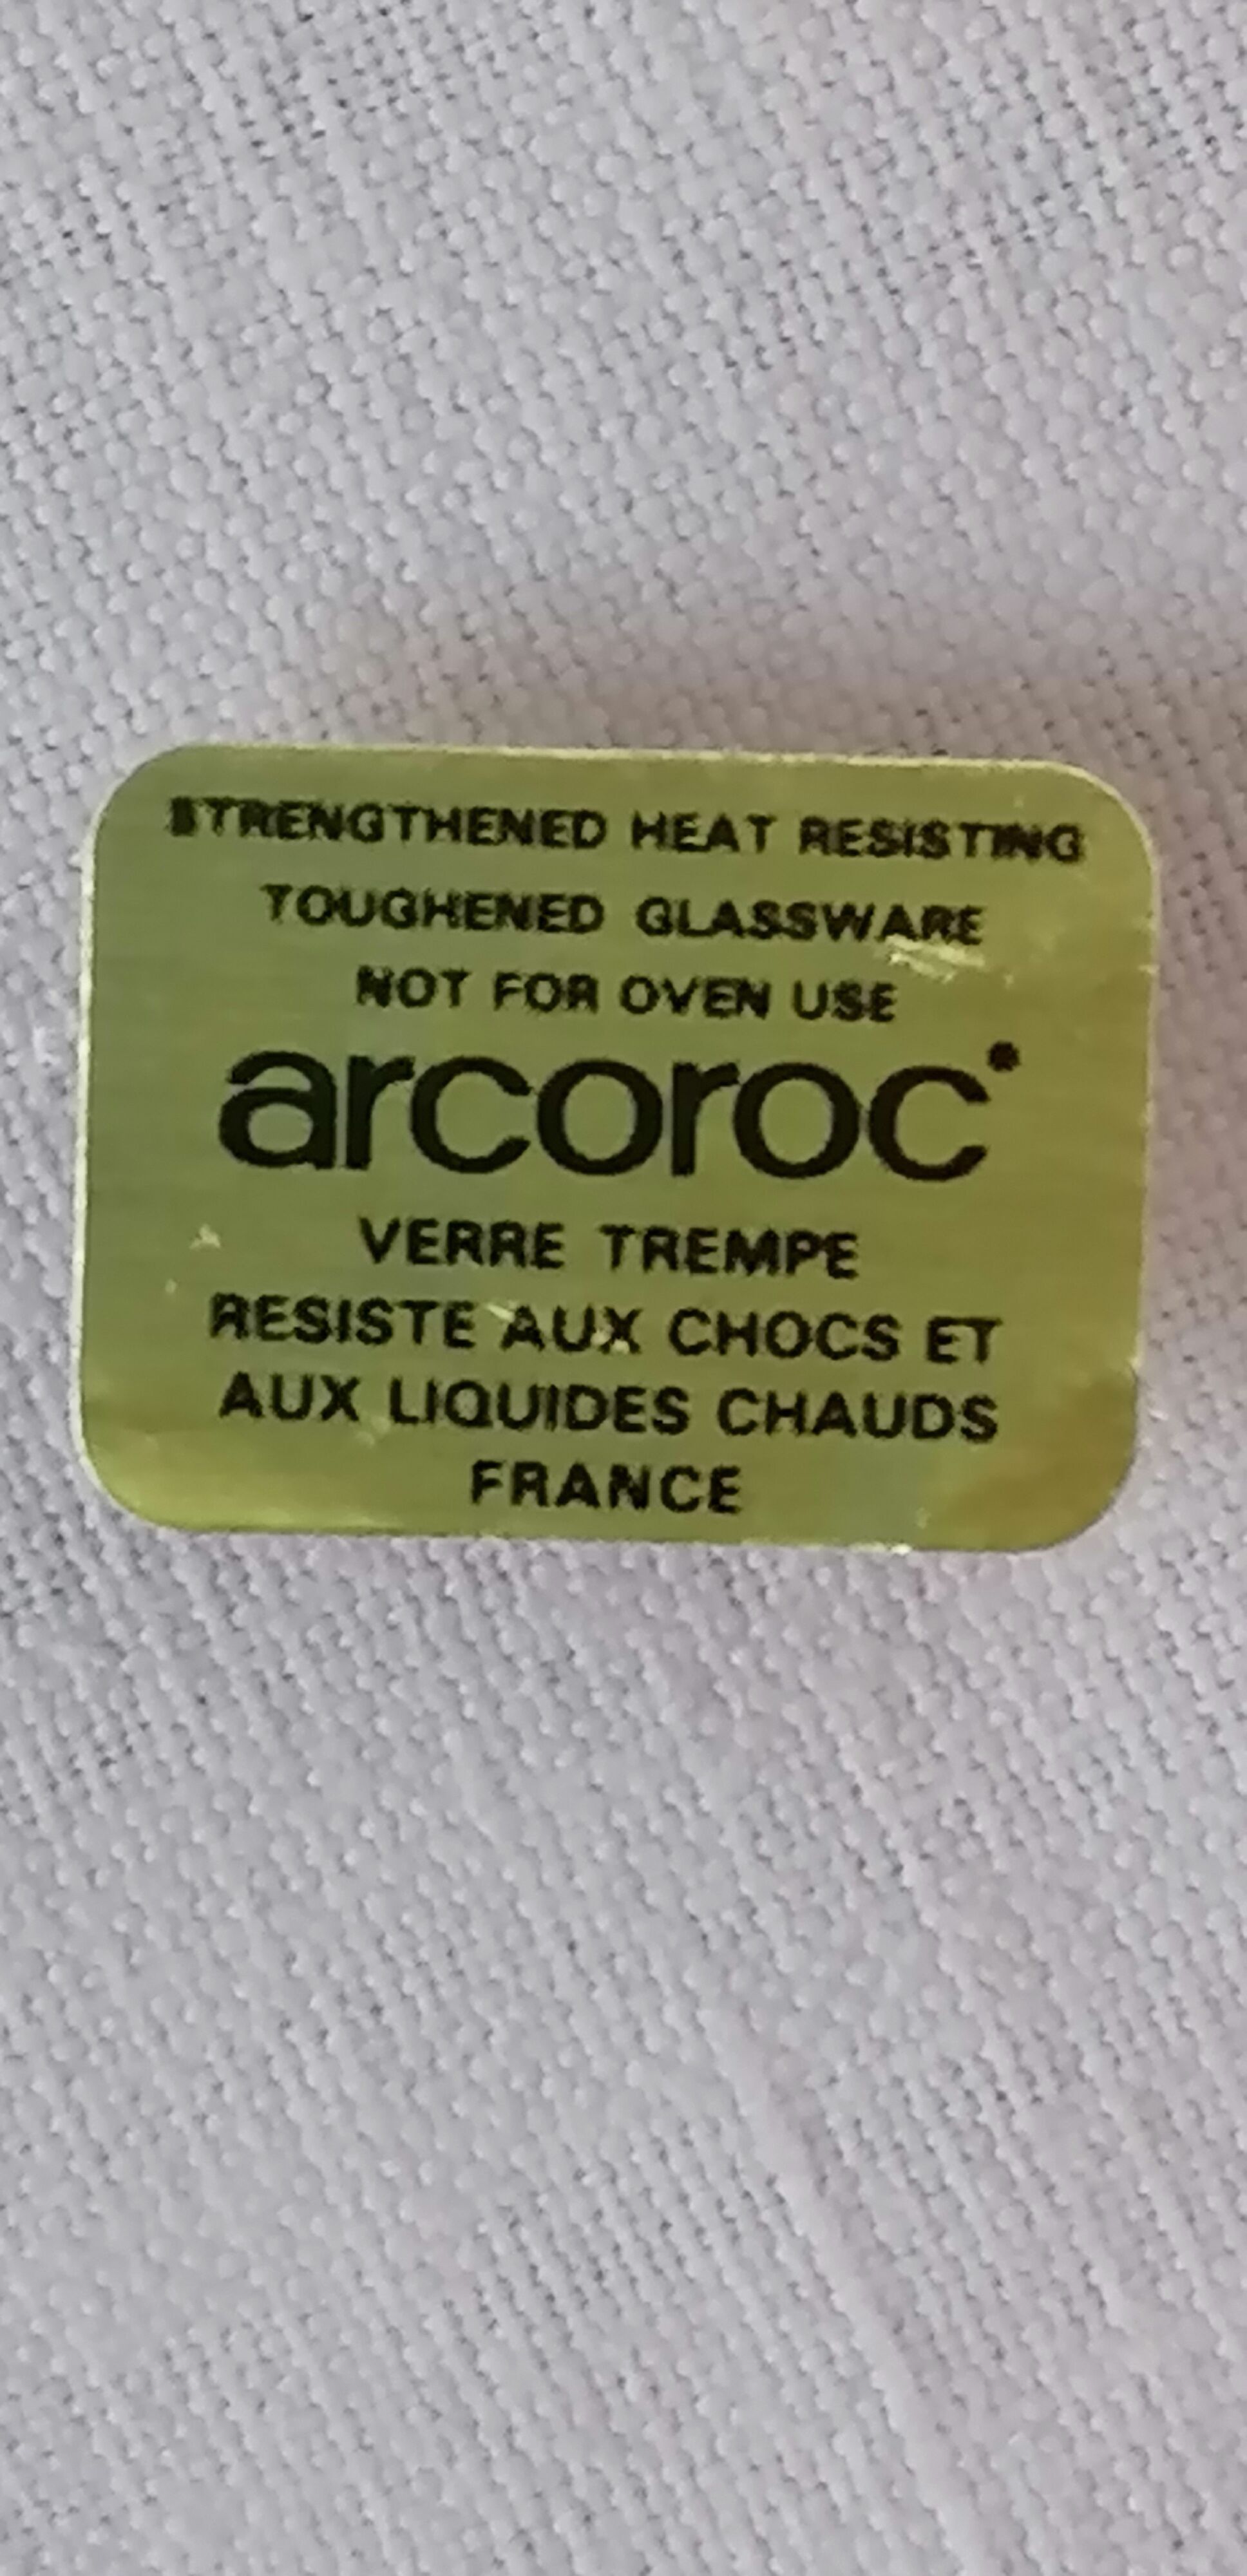 STRENGTHENED HEAT RESISTING
TOUGHENED GLASSWARE
NOT FOR OVEN USE
arcoroc
VERRE TREMPE
RESISTE AUX CHOCS ET
AUX LIQUIDES CHAUDS
FRANCE